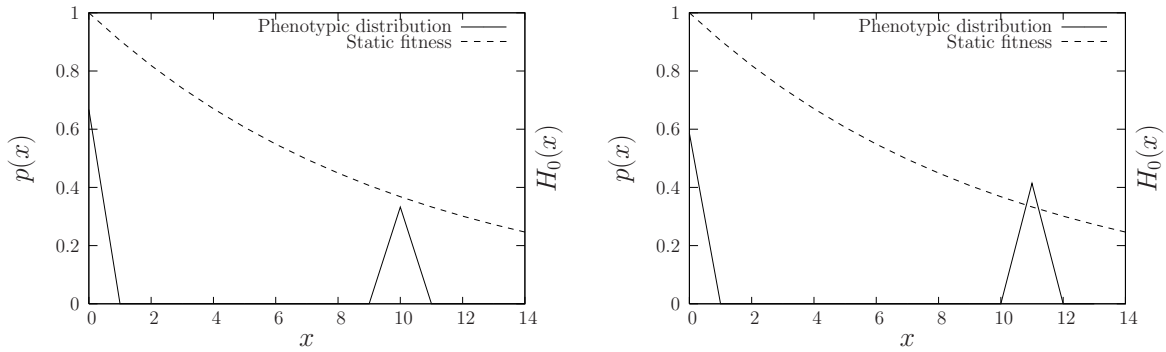 Phenotypic distribution
Static fitness
1
0.8
0.6
0.4
0.2
0
0 2 4 6 8 10 12 14
p(x)
H₀(x)
x
Phenotypic distribution
Static fitness
1
0.8
0.6
0.4
0.2
0
0 2 4 6 8 10 12 14
p(x)
H₀(x)
x